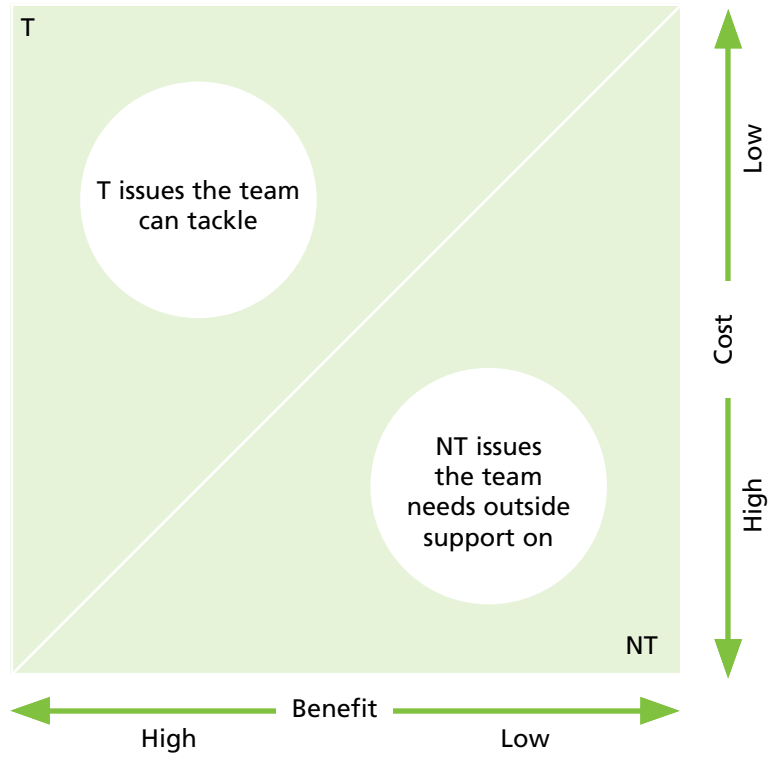 T
T issues the team
can tackle
NT issues
the team
needs outside
support on
NT
Low
Cost
High
Benefit
High
Low